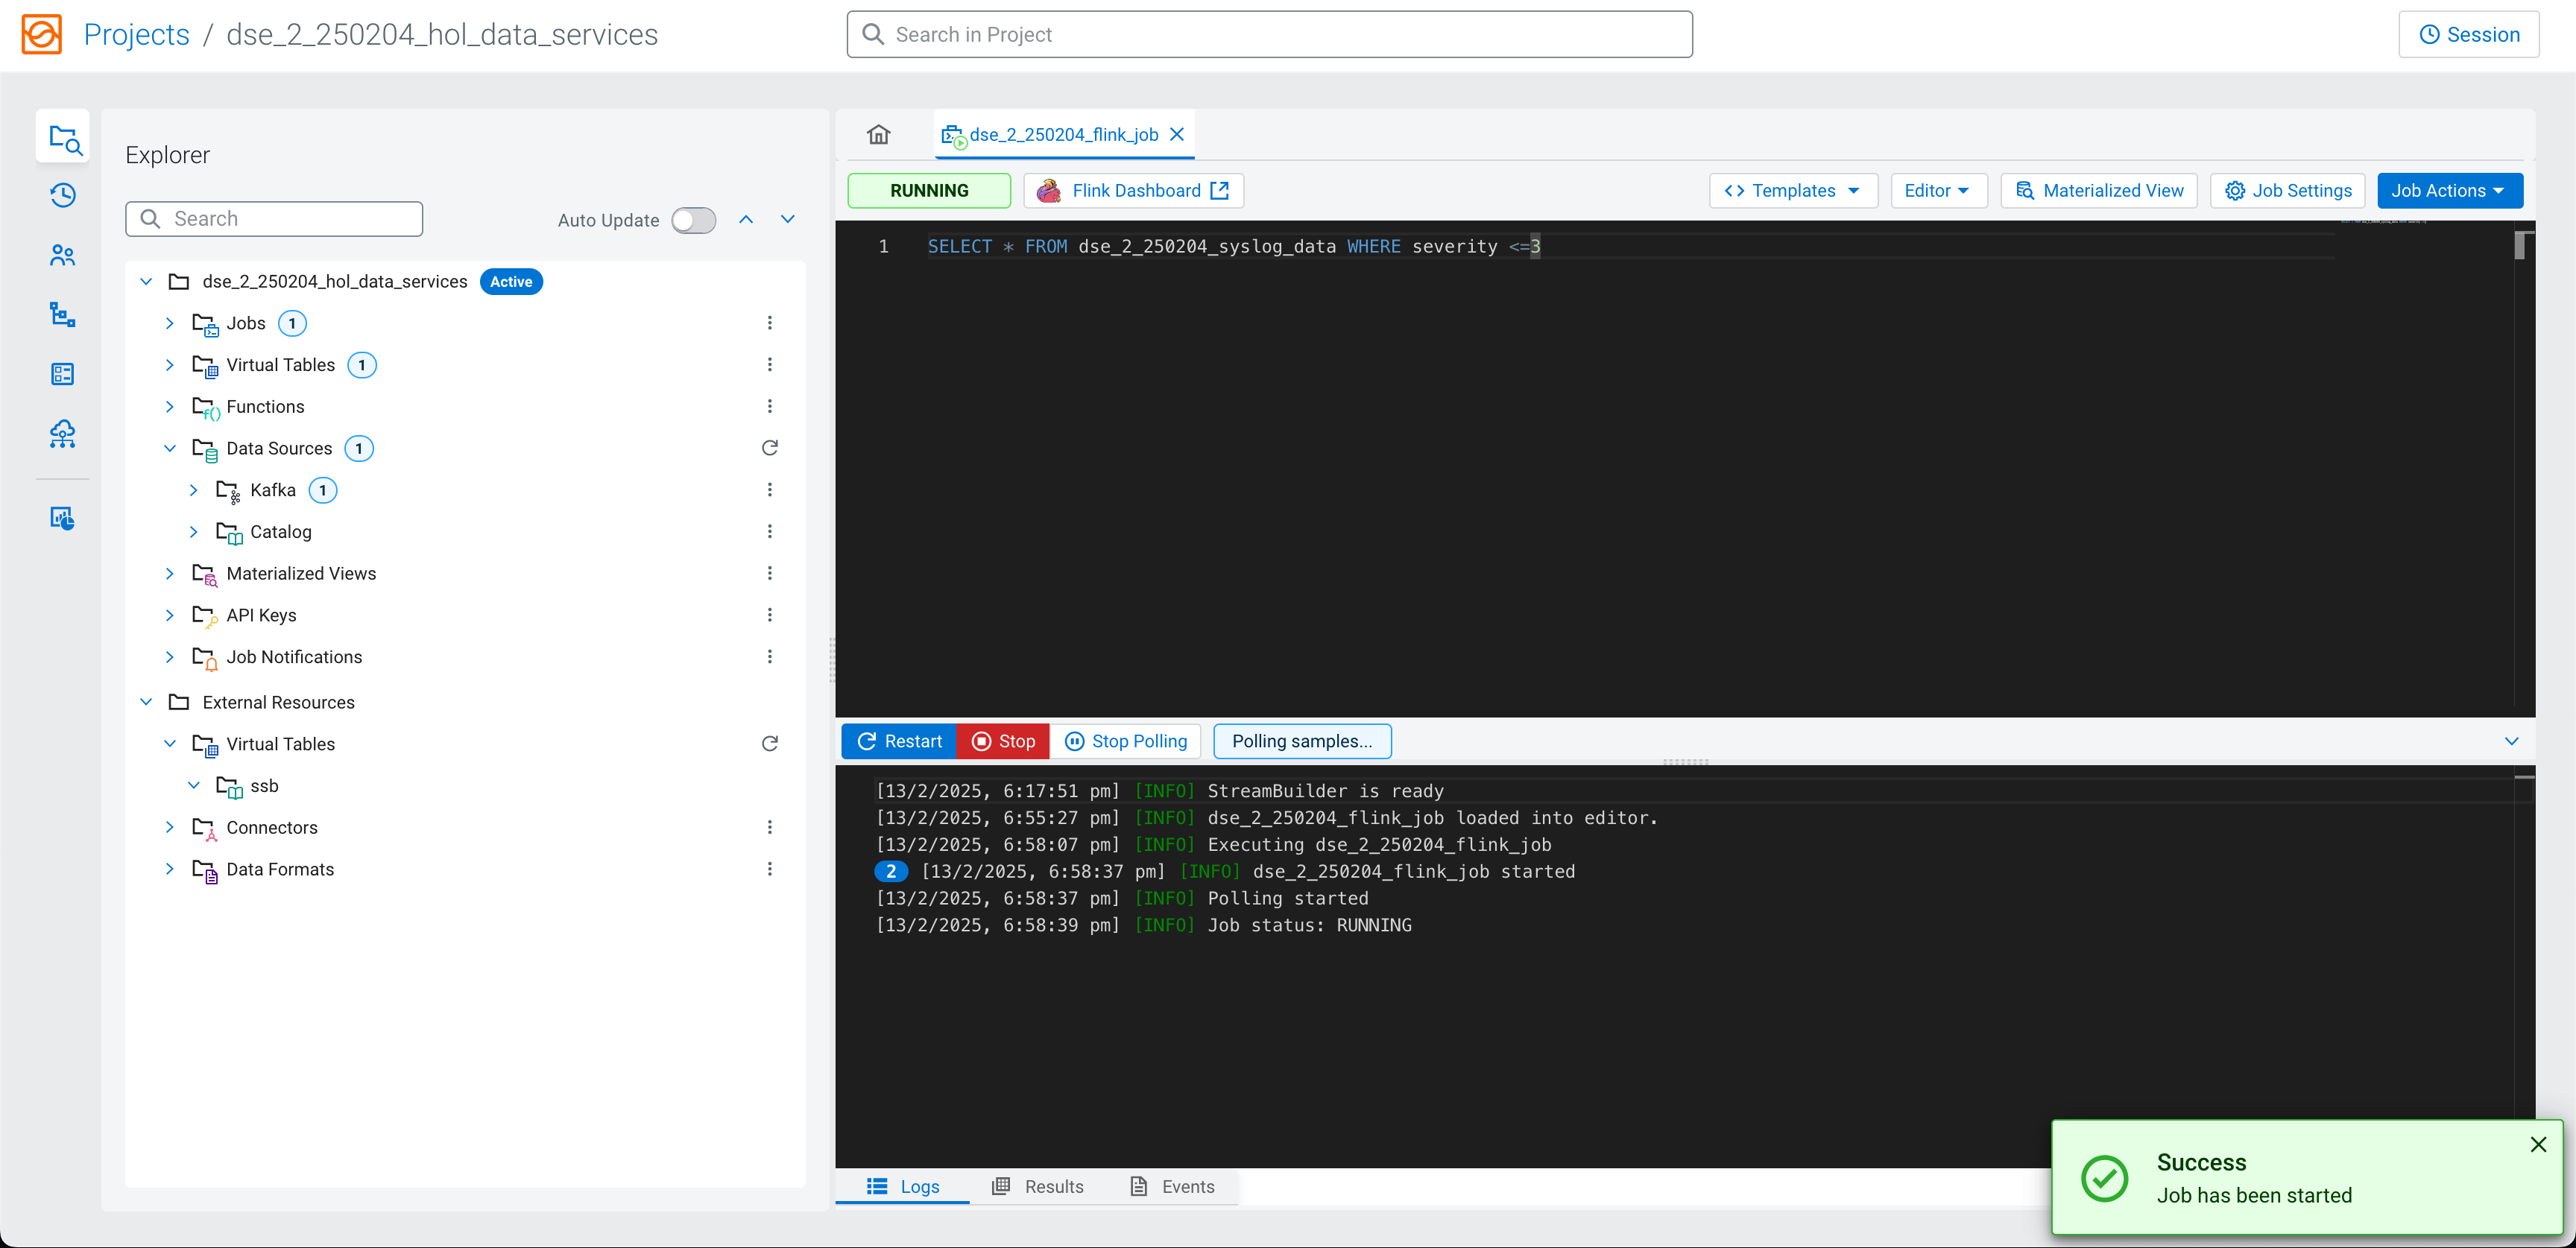 Projects / dse_2_250204_hol_data_services
Search in Project
Session
Explorer
Search
Auto Update
dse_2_250204_hol_data_services Active
Jobs 1
Virtual Tables 1
Functions
Data Sources 1
Kafka 1
Catalog
Materialized Views
API Keys
Job Notifications
External Resources
Virtual Tables
ssb
Connectors
Data Formats
dse_2_250204_flink_job
RUNNING
Flink Dashboard
Templates
Editor
Materialized View
Job Settings
Job Actions
1 SELECT * FROM dse_2_250204_syslog_data WHERE severity <=3
Restart
Stop
Stop Polling
Polling samples...
[13/2/2025, 6:17:51 pm] [INFO] StreamBuilder is ready
[13/2/2025, 6:55:27 pm] [INFO] dse_2_250204_flink_job loaded into editor.
[13/2/2025, 6:58:07 pm] [INFO] Executing dse_2_250204_flink_job
2 [13/2/2025, 6:58:37 pm] [INFO] dse_2_250204_flink_job started
[13/2/2025, 6:58:37 pm] [INFO] Polling started
[13/2/2025, 6:58:39 pm] [INFO] Job status: RUNNING
Logs
Results
Events
Success
Job has been started